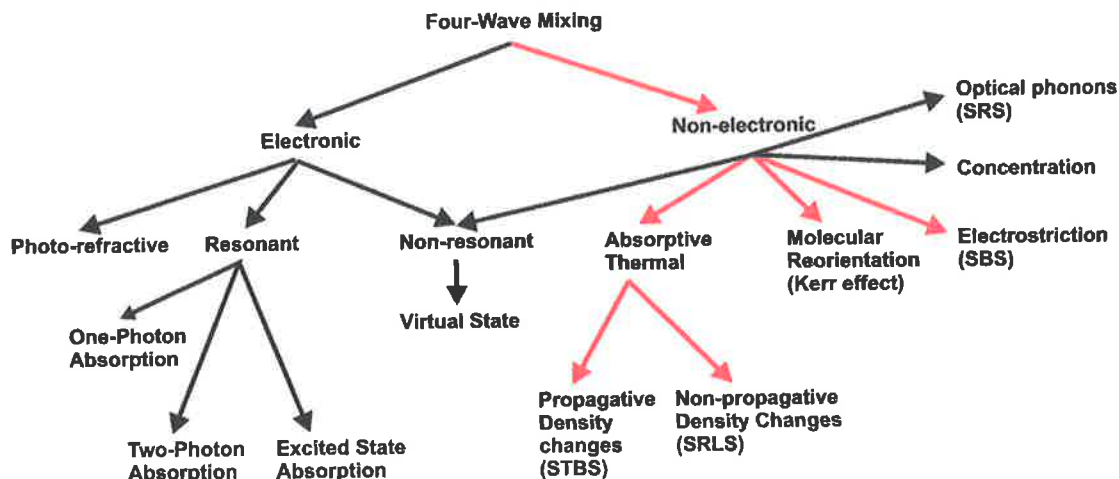 Four-Wave Mixing
Optical phonons
(SRS)
Electronic
Non-electronic
Concentration
Photo-refractive
Resonant
Non-resonant
Absorptive
Thermal
Molecular
Reorientation
(Kerr effect)
Electrostriction
(SBS)
One-Photon
Absorption
Virtual State
Propagative
Density
changes
(STBS)
Non-propagative
Density Changes
(SRLS)
Two-Photon
Absorption
Excited State
Absorption